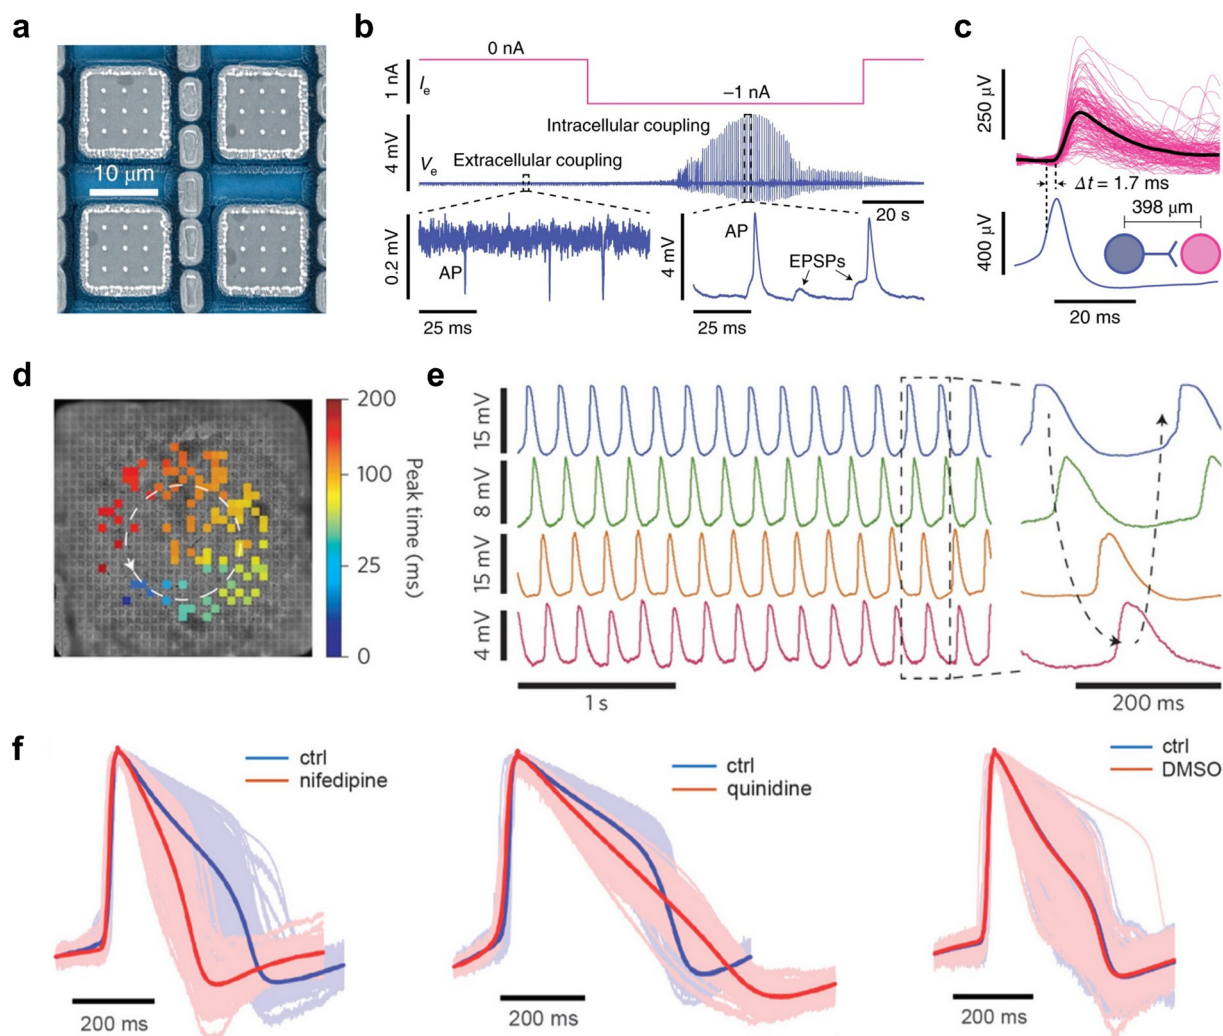 a
10 μm
b
0 nA
1 nA
Iₑ
−1 nA
4 mV
Vₑ
Intracellular coupling
Extracellular coupling
20 s
0.2 mV
AP
25 ms
4 mV
AP
EPSPs
25 ms
c
250 μV
Δt = 1.7 ms
400 μV
398 μm
20 ms
d
200
100
25
0
Peak time (ms)
e
15 mV
8 mV
15 mV
4 mV
1 s
200 ms
f
ctrl
nifedipine
200 ms
ctrl
quinidine
200 ms
ctrl
DMSO
200 ms